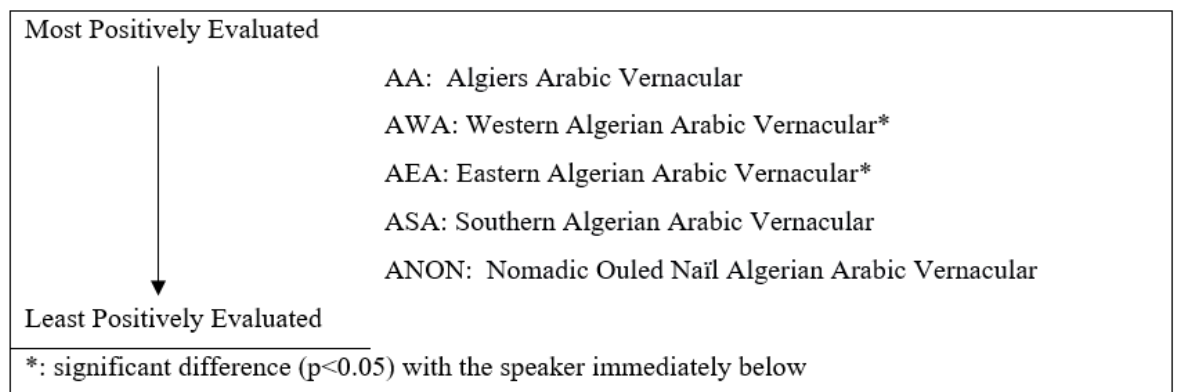 Most Positively Evaluated
AA: Algiers Arabic Vernacular
AWA: Western Algerian Arabic Vernacular*
AEA: Eastern Algerian Arabic Vernacular*
ASA: Southern Algerian Arabic Vernacular
ANON: Nomadic Ouled Naïl Algerian Arabic Vernacular
Least Positively Evaluated
*: significant difference (p<0.05) with the speaker immediately below